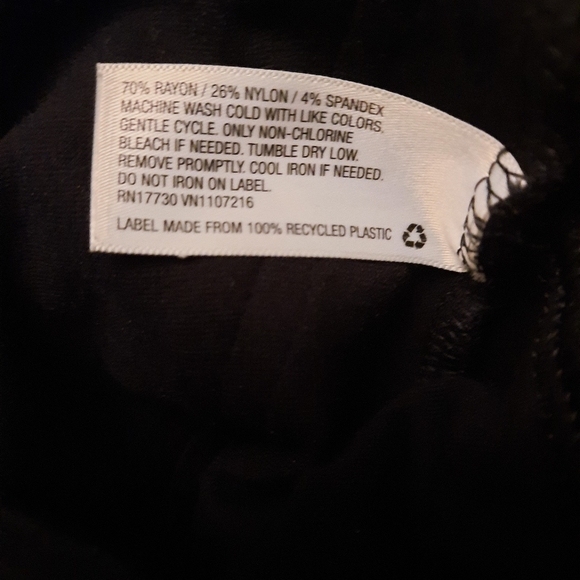 70% RAYON / 26% NYLON / 4% SPANDEX
MACHINE WASH COLD WITH LIKE COLORS,
GENTLE CYCLE. ONLY NON-CHLORINE
BLEACH IF NEEDED. TUMBLE DRY LOW.
REMOVE PROMPTLY. COOL IRON IF NEEDED.
DO NOT IRON ON LABEL.
RN17730 VN1107216
LABEL MADE FROM 100% RECYCLED PLASTIC